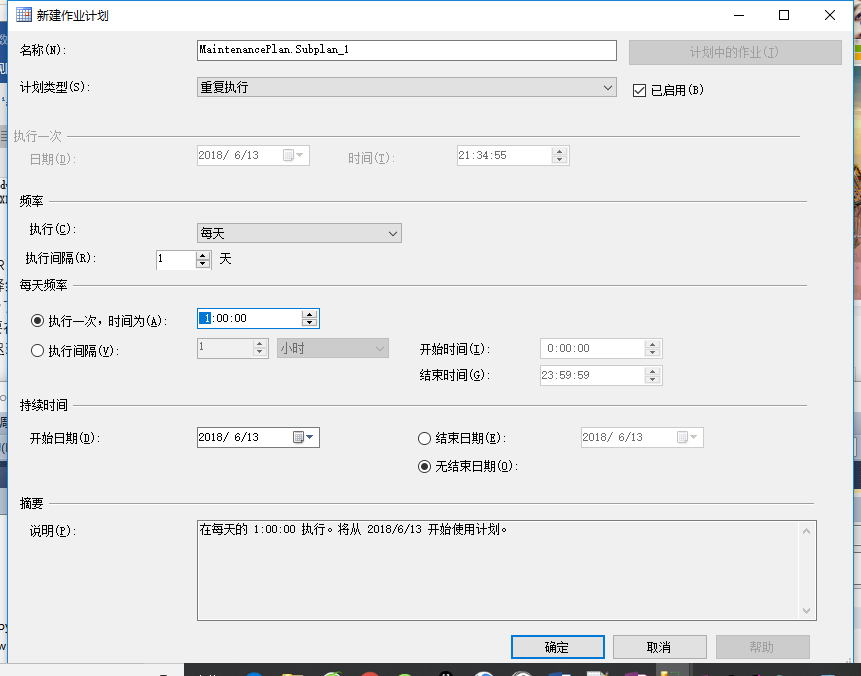 新建作业计划
名称(N): MaintenancePlan.Subplan_1 计划中的作业(I)
计划类型(S): 重复执行 已启用(B)
执行一次
日期(D): 2018/ 6/13 时间(T): 21:34:55
频率
执行(C): 每天
执行间隔(R): 1 天
每天频率
执行一次，时间为(A): 1:00:00
执行间隔(V): 1 小时 开始时间(I): 0:00:00
结束时间(G): 23:59:59
持续时间
开始日期(D): 2018/ 6/13 结束日期(E): 2018/ 6/13
无结束日期(O):
摘要
说明(P): 在每天的 1:00:00 执行。将从 2018/6/13 开始使用计划。
确定 取消 帮助